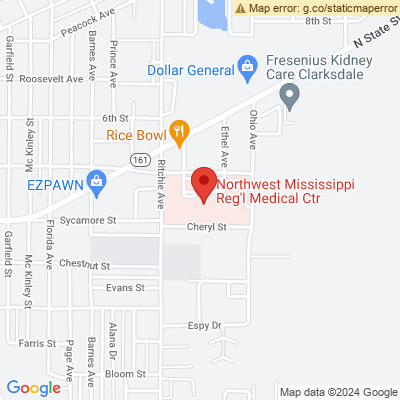 Map error: g.co/staticmaperror
8th St
Peacock Ave
N State St
Garfield St
Barnes Ave
Prince Ave
Roosevelt Ave
Dollar General
Fresenius Kidney
Care Clarksdale
6th St
Mc Kinley St
Rice Bowl
Ethel Ave
Ohio Ave
161
Ritchie Ave
EZPAWN
Northwest Mississippi
Reg'l Medical Ctr
Sycamore St
Cheryl St
Garfield St
Florida Ave
Mc Kinley St
Chestnut St
Evans St
Alana Dr
Espy Dr
Farris St
Page Ave
Barnes Ave
Bloom St
Google
Map data ©2024 Google